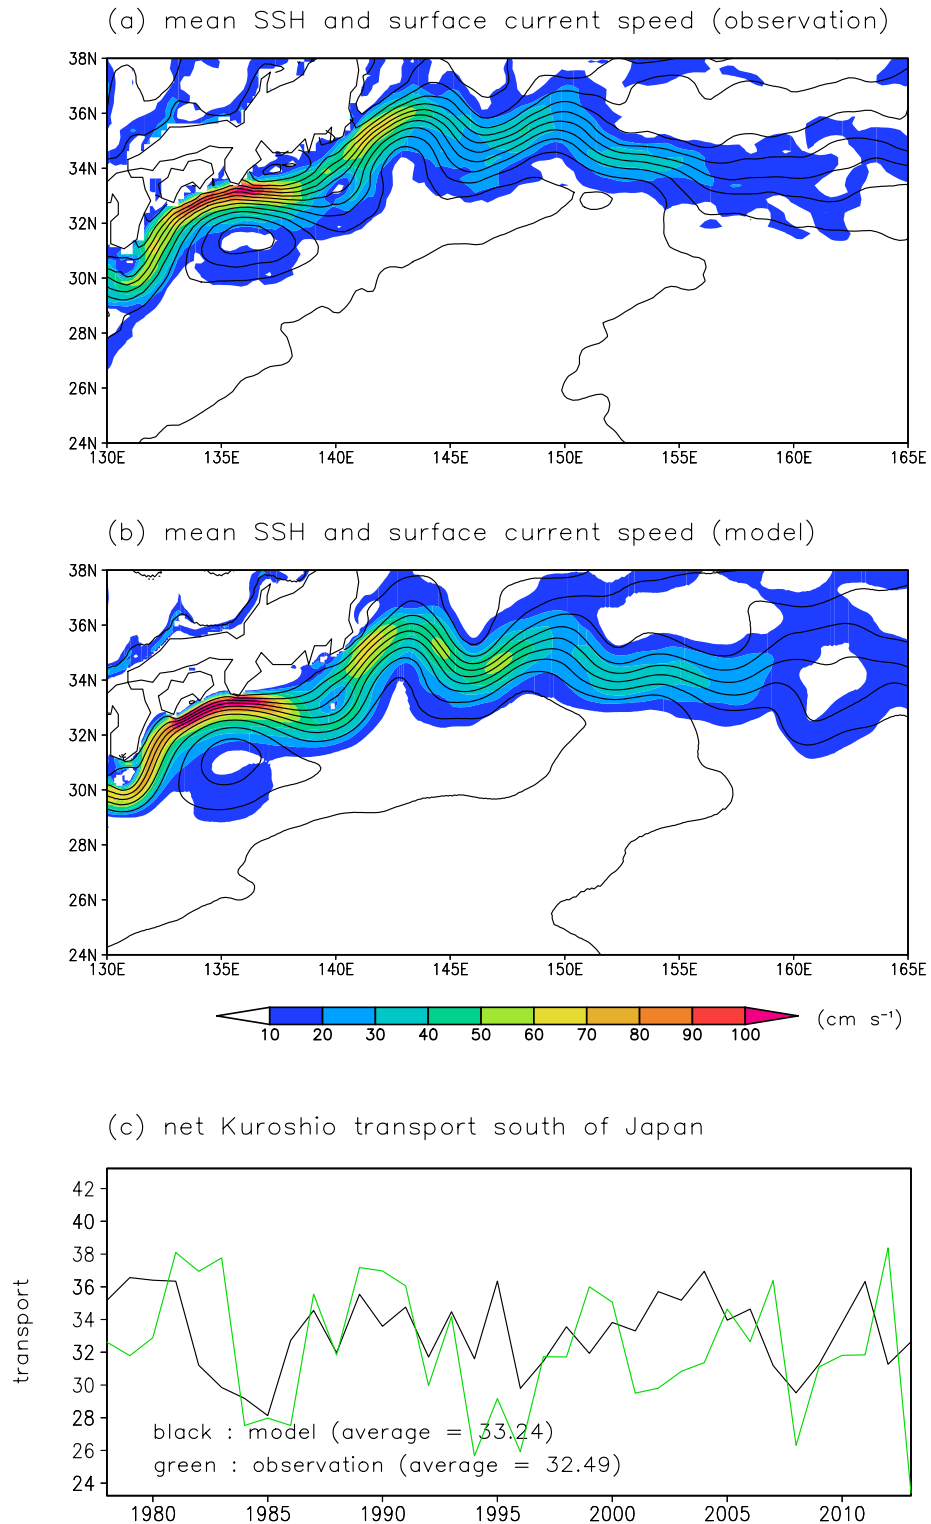 (a) mean SSH and surface current speed (observation)
38N
36N
34N
32N
30N
28N
26N
24N
130E 135E 140E 145E 150E 155E 160E 165E
(b) mean SSH and surface current speed (model)
38N
36N
34N
32N
30N
28N
26N
24N
130E 135E 140E 145E 150E 155E 160E 165E
10 20 30 40 50 60 70 80 90 100
(cm s⁻¹)
(c) net Kuroshio transport south of Japan
transport
42
40
38
36
34
32
30
28
26
24
black : model (average = 33.24)
green : observation (average = 32.49)
1980 1985 1990 1995 2000 2005 2010